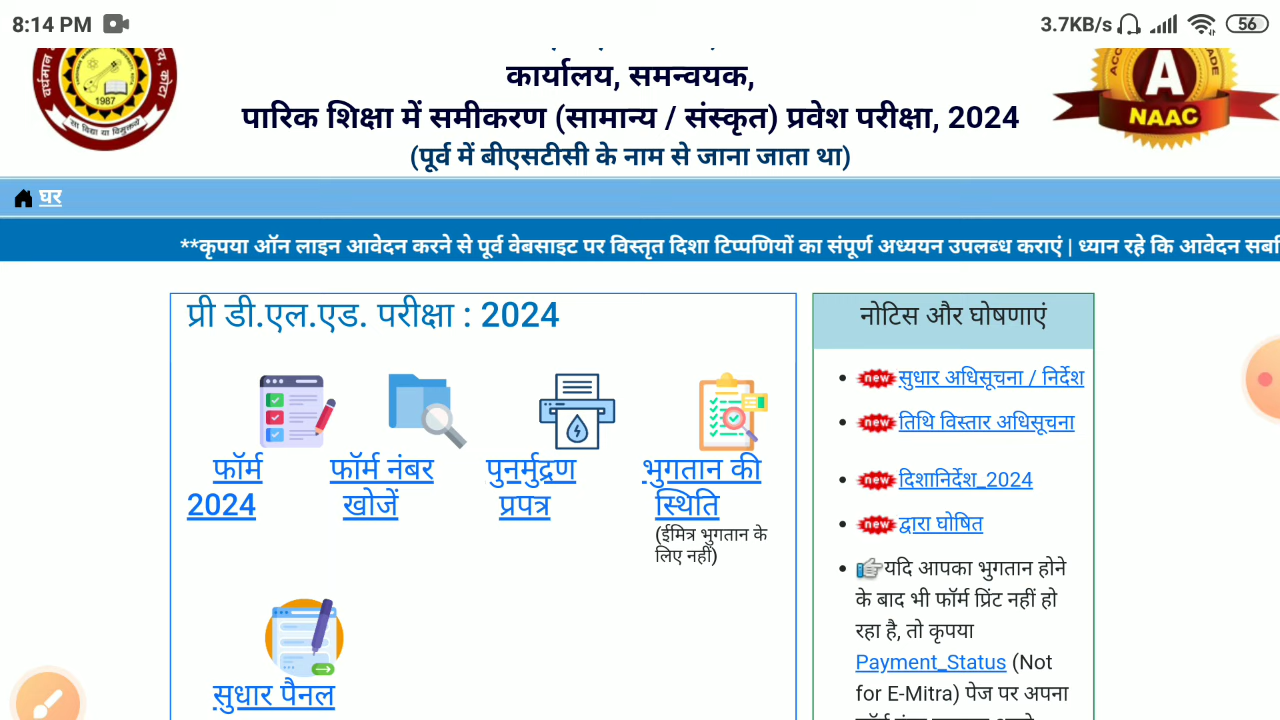 8:14 PM
3.7KB/s
56
1987
सा विद्या या विमुक्तये
A
NAAC
कार्यालय, समन्वयक,
पारिक शिक्षा में समीकरण (सामान्य / संस्कृत) प्रवेश परीक्षा, 2024
(पूर्व में बीएसटीसी के नाम से जाना जाता था)
घर
**कृपया ऑन लाइन आवेदन करने से पूर्व वेबसाइट पर विस्तृत दिशा टिप्पणियों का संपूर्ण अध्ययन उपलब्ध कराएं | ध्यान रहे कि आवेदन
प्री डी.एल.एड. परीक्षा : 2024
फॉर्म
2024
फॉर्म नंबर
खोजें
पुनर्मुद्रण
प्रपत्र
भुगतान की
स्थिति
(ईमित्र भुगतान के
लिए नहीं)
सुधार पैनल
नोटिस और घोषणाएं
new सुधार अधिसूचना / निर्देश
new तिथि विस्तार अधिसूचना
new दिशानिर्देश_2024
new द्वारा घोषित
यदि आपका भुगतान होने
के बाद भी फॉर्म प्रिंट नहीं हो
रहा है, तो कृपया
Payment_Status (Not
for E-Mitra) पेज पर अपना